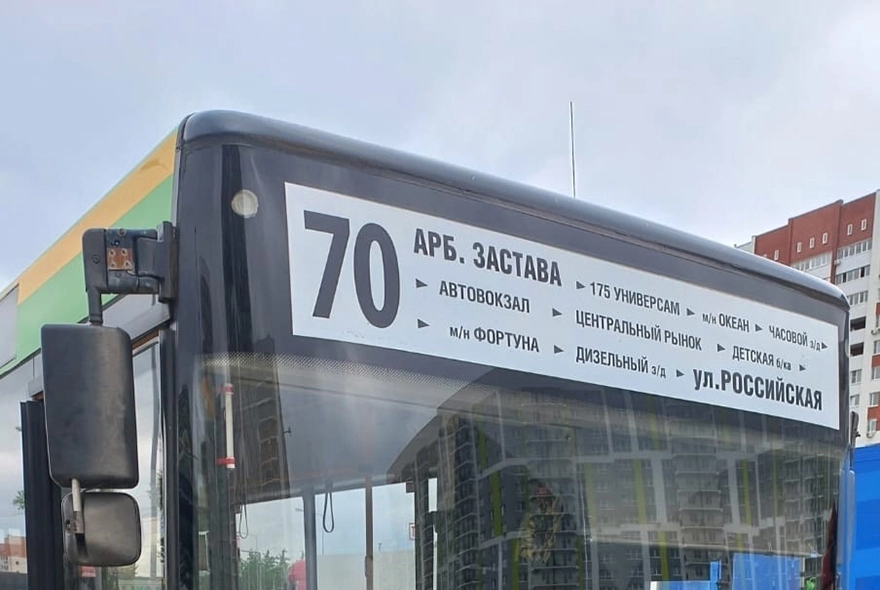 70
АРБ. ЗАСТАВА ▸ 175 УНИВЕРСАМ ▸ м/н ОКЕАН ▸ ЧАСОВОЙ з/д ▸
▸ АВТОВОКЗАЛ ▸ ЦЕНТРАЛЬНЫЙ РЫНОК ▸ ДЕТСКАЯ б/ка ▸
▸ м/н ФОРТУНА ▸ ДИЗЕЛЬНЫЙ з/д ▸ ул.РОССИЙСКАЯ